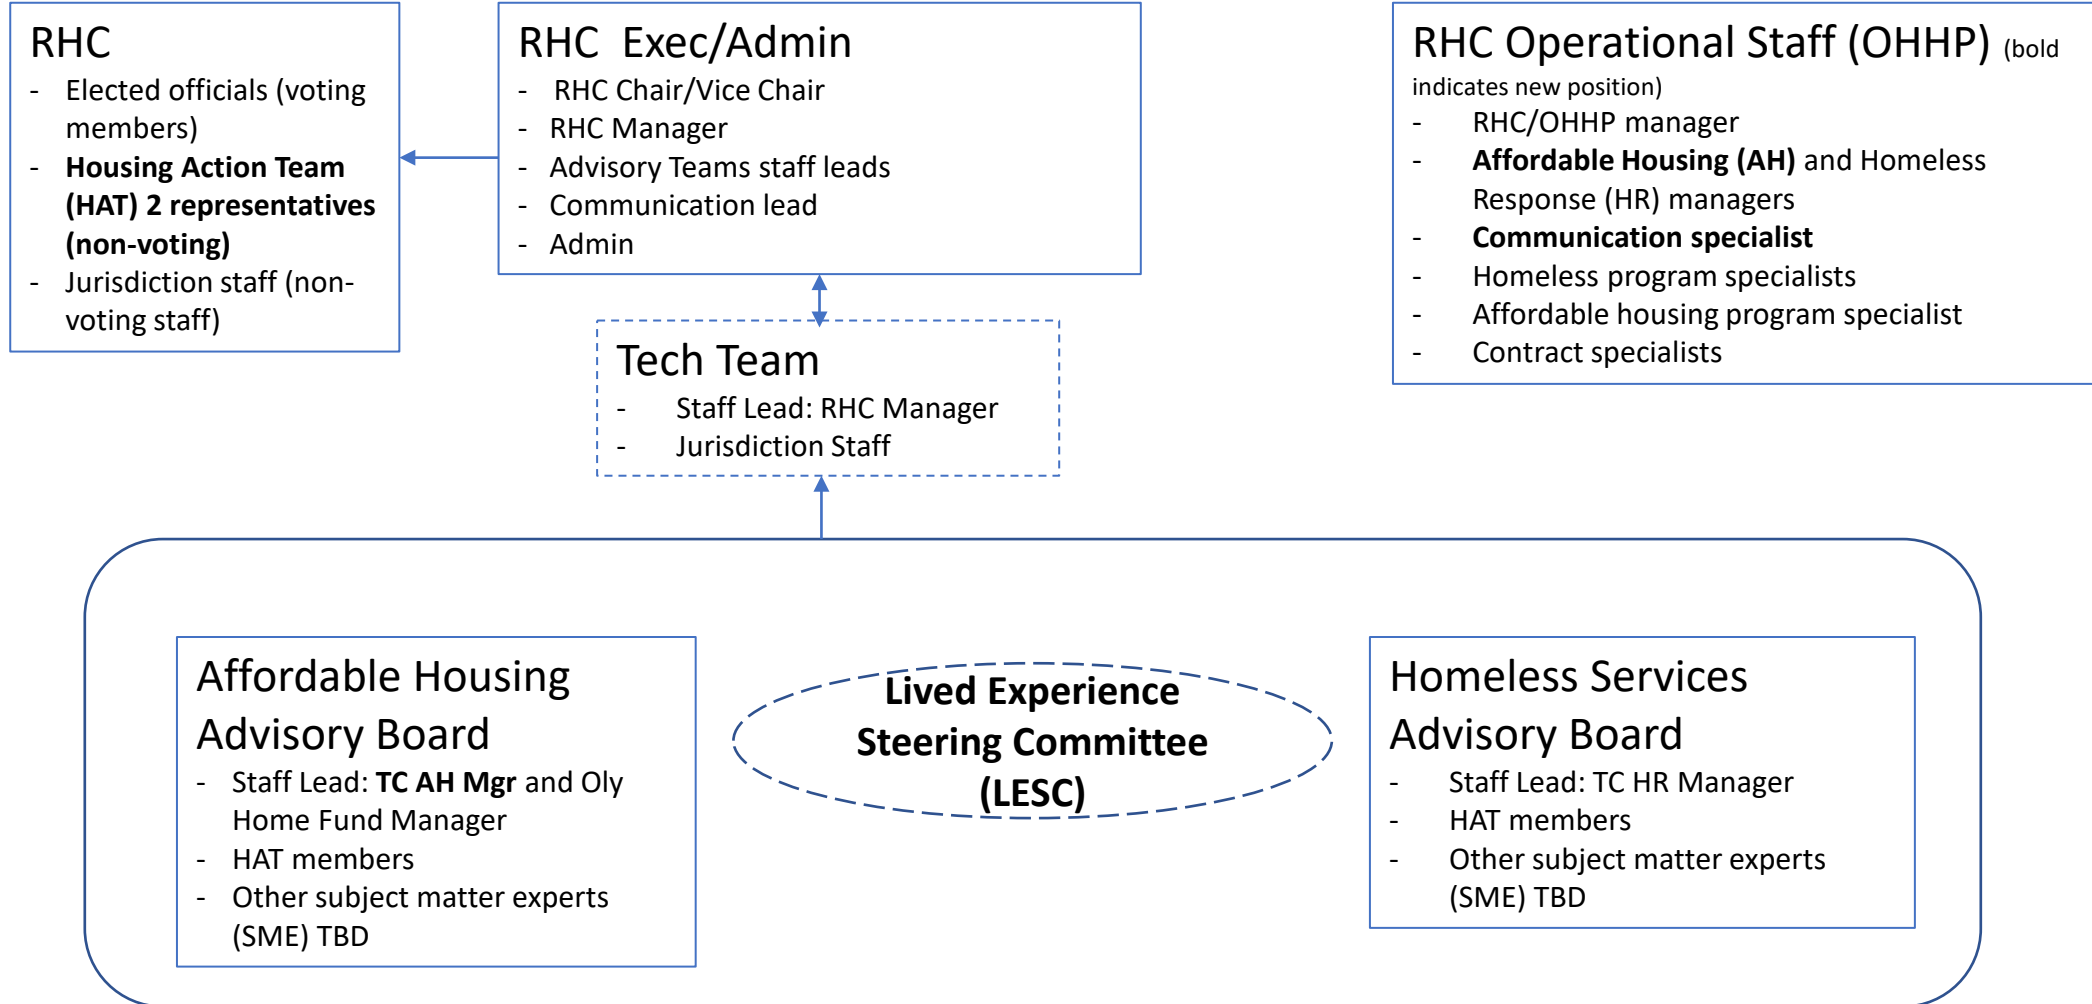 RHC
- Elected officials (voting
members)
- Housing Action Team
(HAT) 2 representatives
(non-voting)
- Jurisdiction staff (non-
voting staff)
RHC Exec/Admin
- RHC Chair/Vice Chair
- RHC Manager
- Advisory Teams staff leads
- Communication lead
- Admin
RHC Operational Staff (OHHP) (bold
indicates new position)
- RHC/OHHP manager
- Affordable Housing (AH) and Homeless
Response (HR) managers
- Communication specialist
- Homeless program specialists
- Affordable housing program specialist
- Contract specialists
Tech Team
- Staff Lead: RHC Manager
- Jurisdiction Staff
Affordable Housing
Advisory Board
- Staff Lead: TC AH Mgr and Oly
Home Fund Manager
- HAT members
- Other subject matter experts
(SME) TBD
Lived Experience
Steering Committee
(LESC)
Homeless Services
Advisory Board
- Staff Lead: TC HR Manager
- HAT members
- Other subject matter experts
(SME) TBD